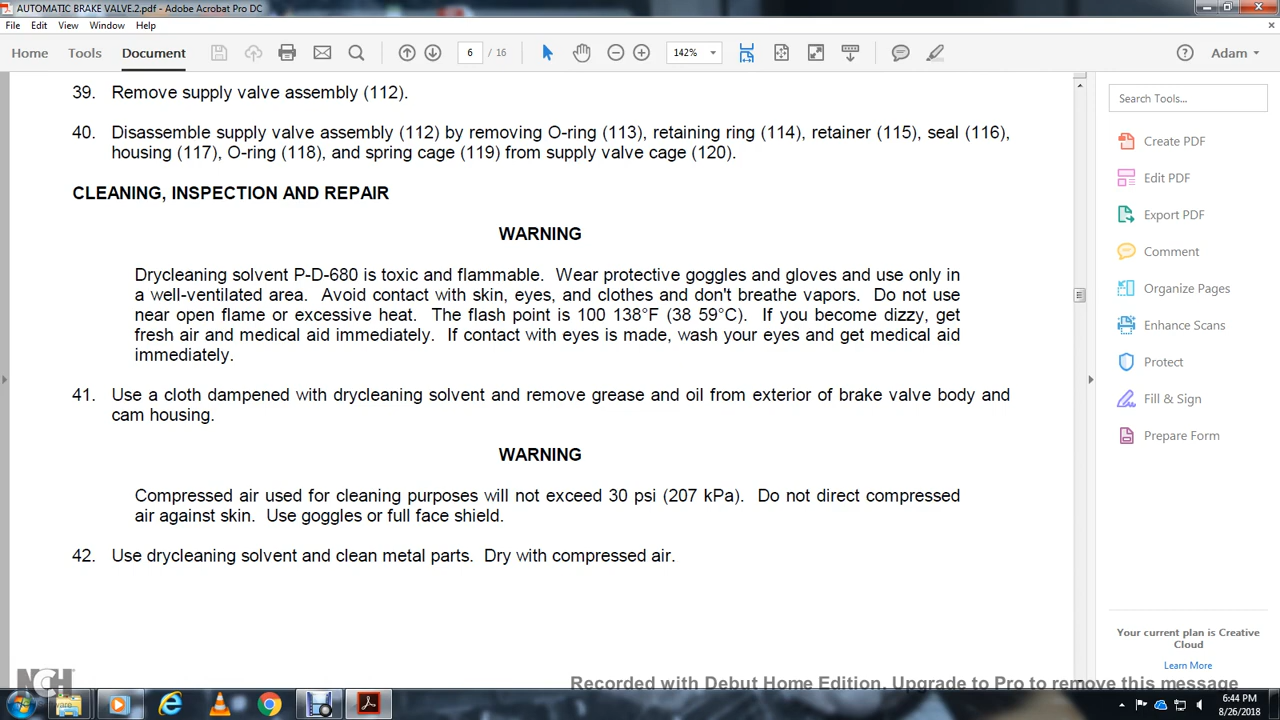 AUTOMATIC BRAKE VALVE.2.pdf - Adobe Acrobat Pro DC
File Edit View Window Help
Home Tools Document 6 / 16 142% Adam
39. Remove supply valve assembly (112).
40. Disassemble supply valve assembly (112) by removing O-ring (113), retaining ring (114), retainer (115), seal (116),
housing (117), O-ring (118), and spring cage (119) from supply valve cage (120).
CLEANING, INSPECTION AND REPAIR
WARNING
Drycleaning solvent P-D-680 is toxic and flammable. Wear protective goggles and gloves and use only in
a well-ventilated area. Avoid contact with skin, eyes, and clothes and don't breathe vapors. Do not use
near open flame or excessive heat. The flash point is 100 138°F (38 59°C). If you become dizzy, get
fresh air and medical aid immediately. If contact with eyes is made, wash your eyes and get medical aid
immediately.
41. Use a cloth dampened with drycleaning solvent and remove grease and oil from exterior of brake valve body and
cam housing.
WARNING
Compressed air used for cleaning purposes will not exceed 30 psi (207 kPa). Do not direct compressed
air against skin. Use goggles or full face shield.
42. Use drycleaning solvent and clean metal parts. Dry with compressed air.
Search Tools...
Create PDF
Edit PDF
Export PDF
Comment
Organize Pages
Enhance Scans
Protect
Fill & Sign
Prepare Form
Your current plan is Creative
Cloud
Learn More
NCH
Recorded with Debut Home Edition. Upgrade to Pro to remove this message
6:44 PM
8/26/2018